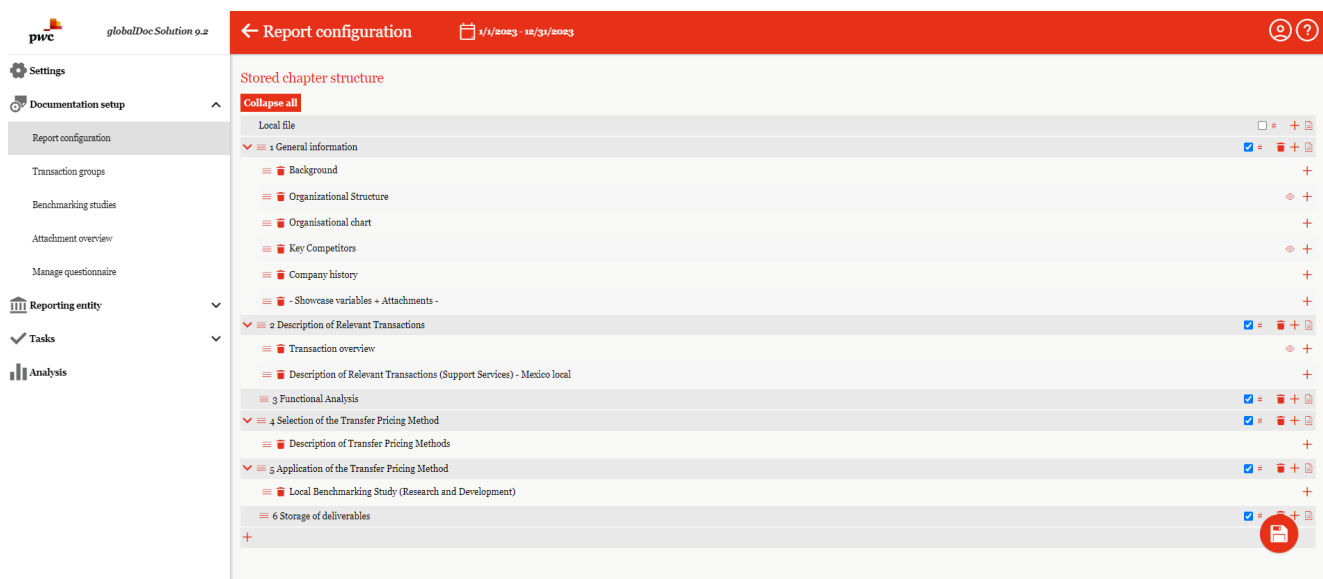 pwc
globalDoc Solution 9.2
Report configuration
1/1/2023 - 12/31/2023
Settings
Documentation setup
Report configuration
Transaction groups
Benchmarking studies
Attachment overview
Manage questionnaire
Reporting entity
Tasks
Analysis
Stored chapter structure
Collapse all
Local file #
1 General information #
Background
Organizational Structure
Organisational chart
Key Competitors
Company history
- Showcase variables + Attachments -
2 Description of Relevant Transactions #
Transaction overview
Description of Relevant Transactions (Support Services) - Mexico local
3 Functional Analysis #
4 Selection of the Transfer Pricing Method #
Description of Transfer Pricing Methods
5 Application of the Transfer Pricing Method #
Local Benchmarking Study (Research and Development)
6 Storage of deliverables #